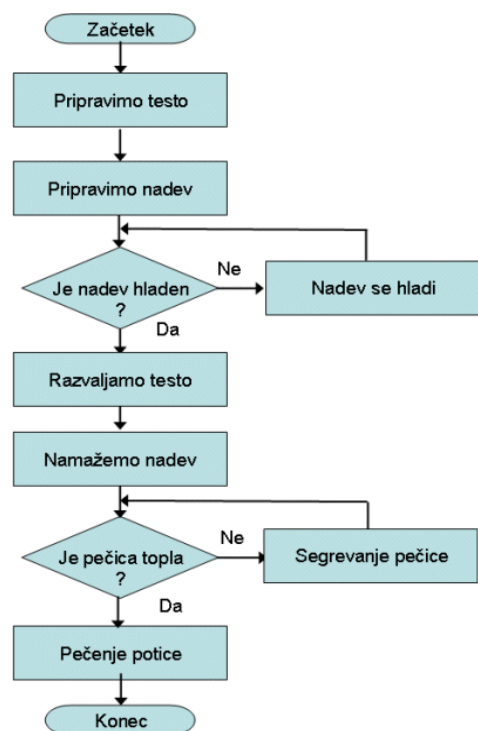 Začetek
Pripravimo testo
Pripravimo nadev
Je nadev hladen
?
Ne
Nadev se hladi
Da
Razvaljamo testo
Namažemo nadev
Je pečica topla
?
Ne
Segrevanje pečice
Da
Pečenje potice
Konec